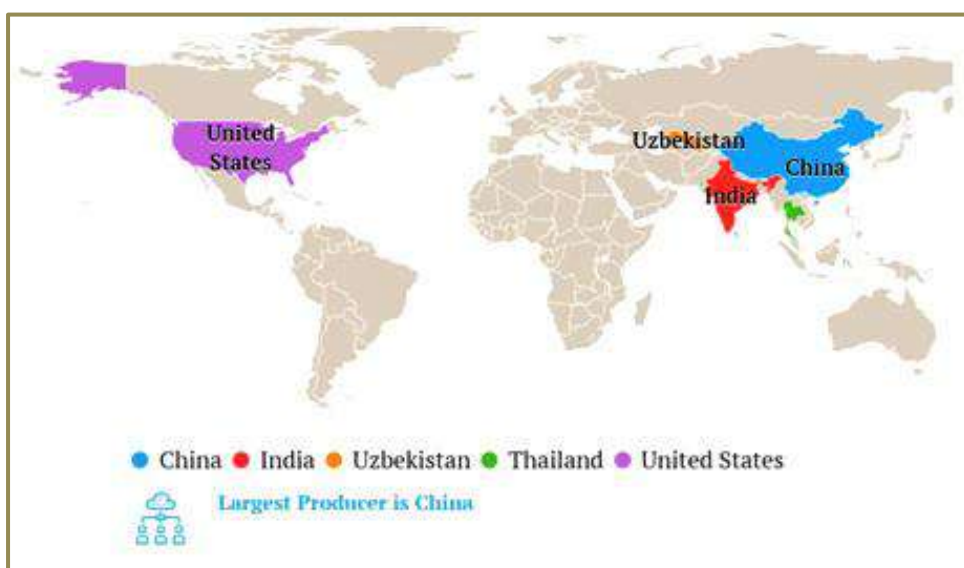 United
States
Uzbekistan
China
India
China India Uzbekistan Thailand United States
Largest Producer is China